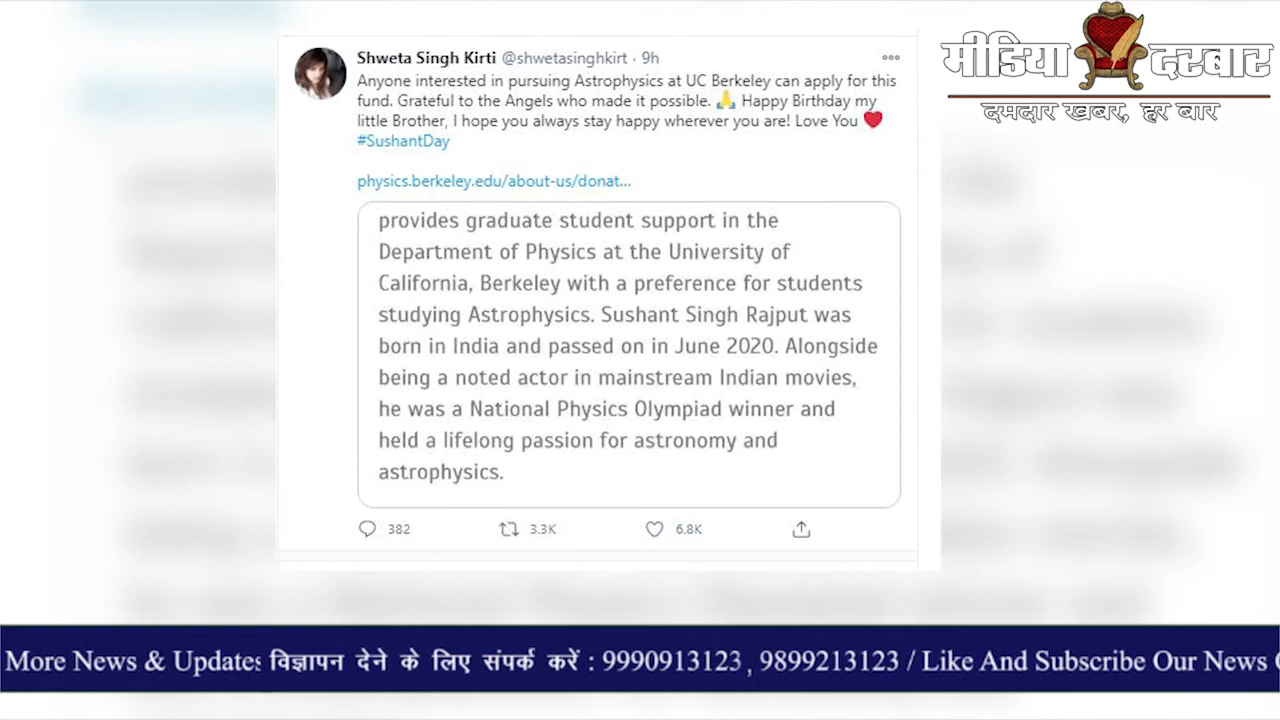 मीडिया दरबार
दमदार खबर, हर बार
Shweta Singh Kirti @shwetasinghkirt · 9h
Anyone interested in pursuing Astrophysics at UC Berkeley can apply for this
fund. Grateful to the Angels who made it possible. 🙏 Happy Birthday my
little Brother, I hope you always stay happy wherever you are! Love You ❤️
#SushantDay
physics.berkeley.edu/about-us/donat...
provides graduate student support in the
Department of Physics at the University of
California, Berkeley with a preference for students
studying Astrophysics. Sushant Singh Rajput was
born in India and passed on in June 2020. Alongside
being a noted actor in mainstream Indian movies,
he was a National Physics Olympiad winner and
held a lifelong passion for astronomy and
astrophysics.
382 3.3K 6.8K
More News & Updates विज्ञापन देने के लिए संपर्क करें : 9990913123, 9899213123 / Like And Subscribe Our News